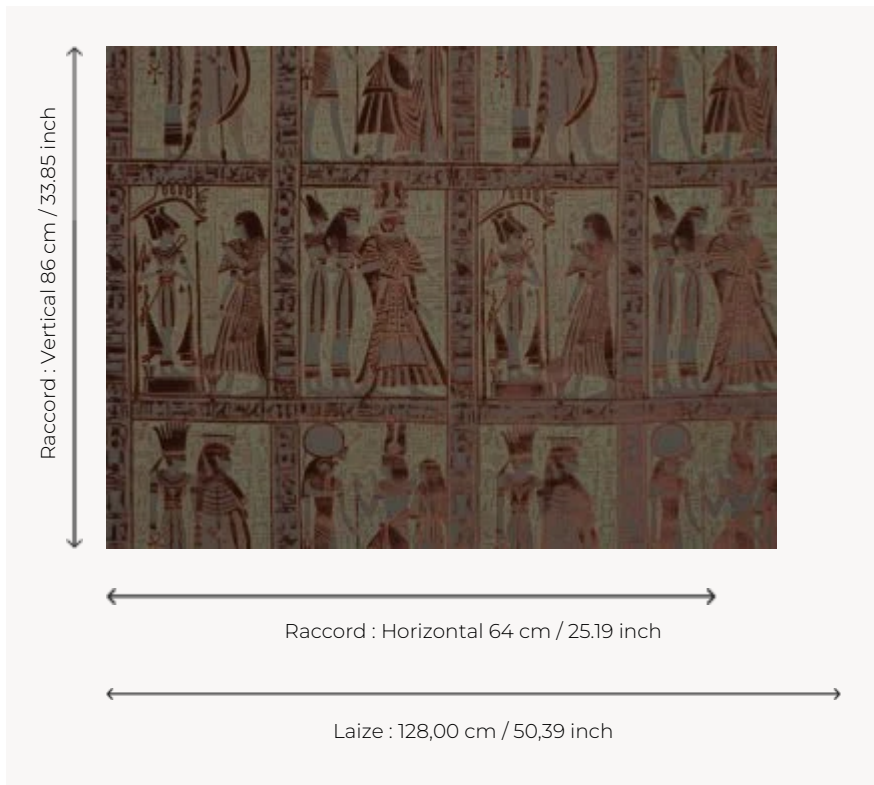 Raccord : Vertical 86 cm / 33.85 inch
Raccord : Horizontal 64 cm / 25.19 inch
Laize : 128,00 cm / 50,39 inch